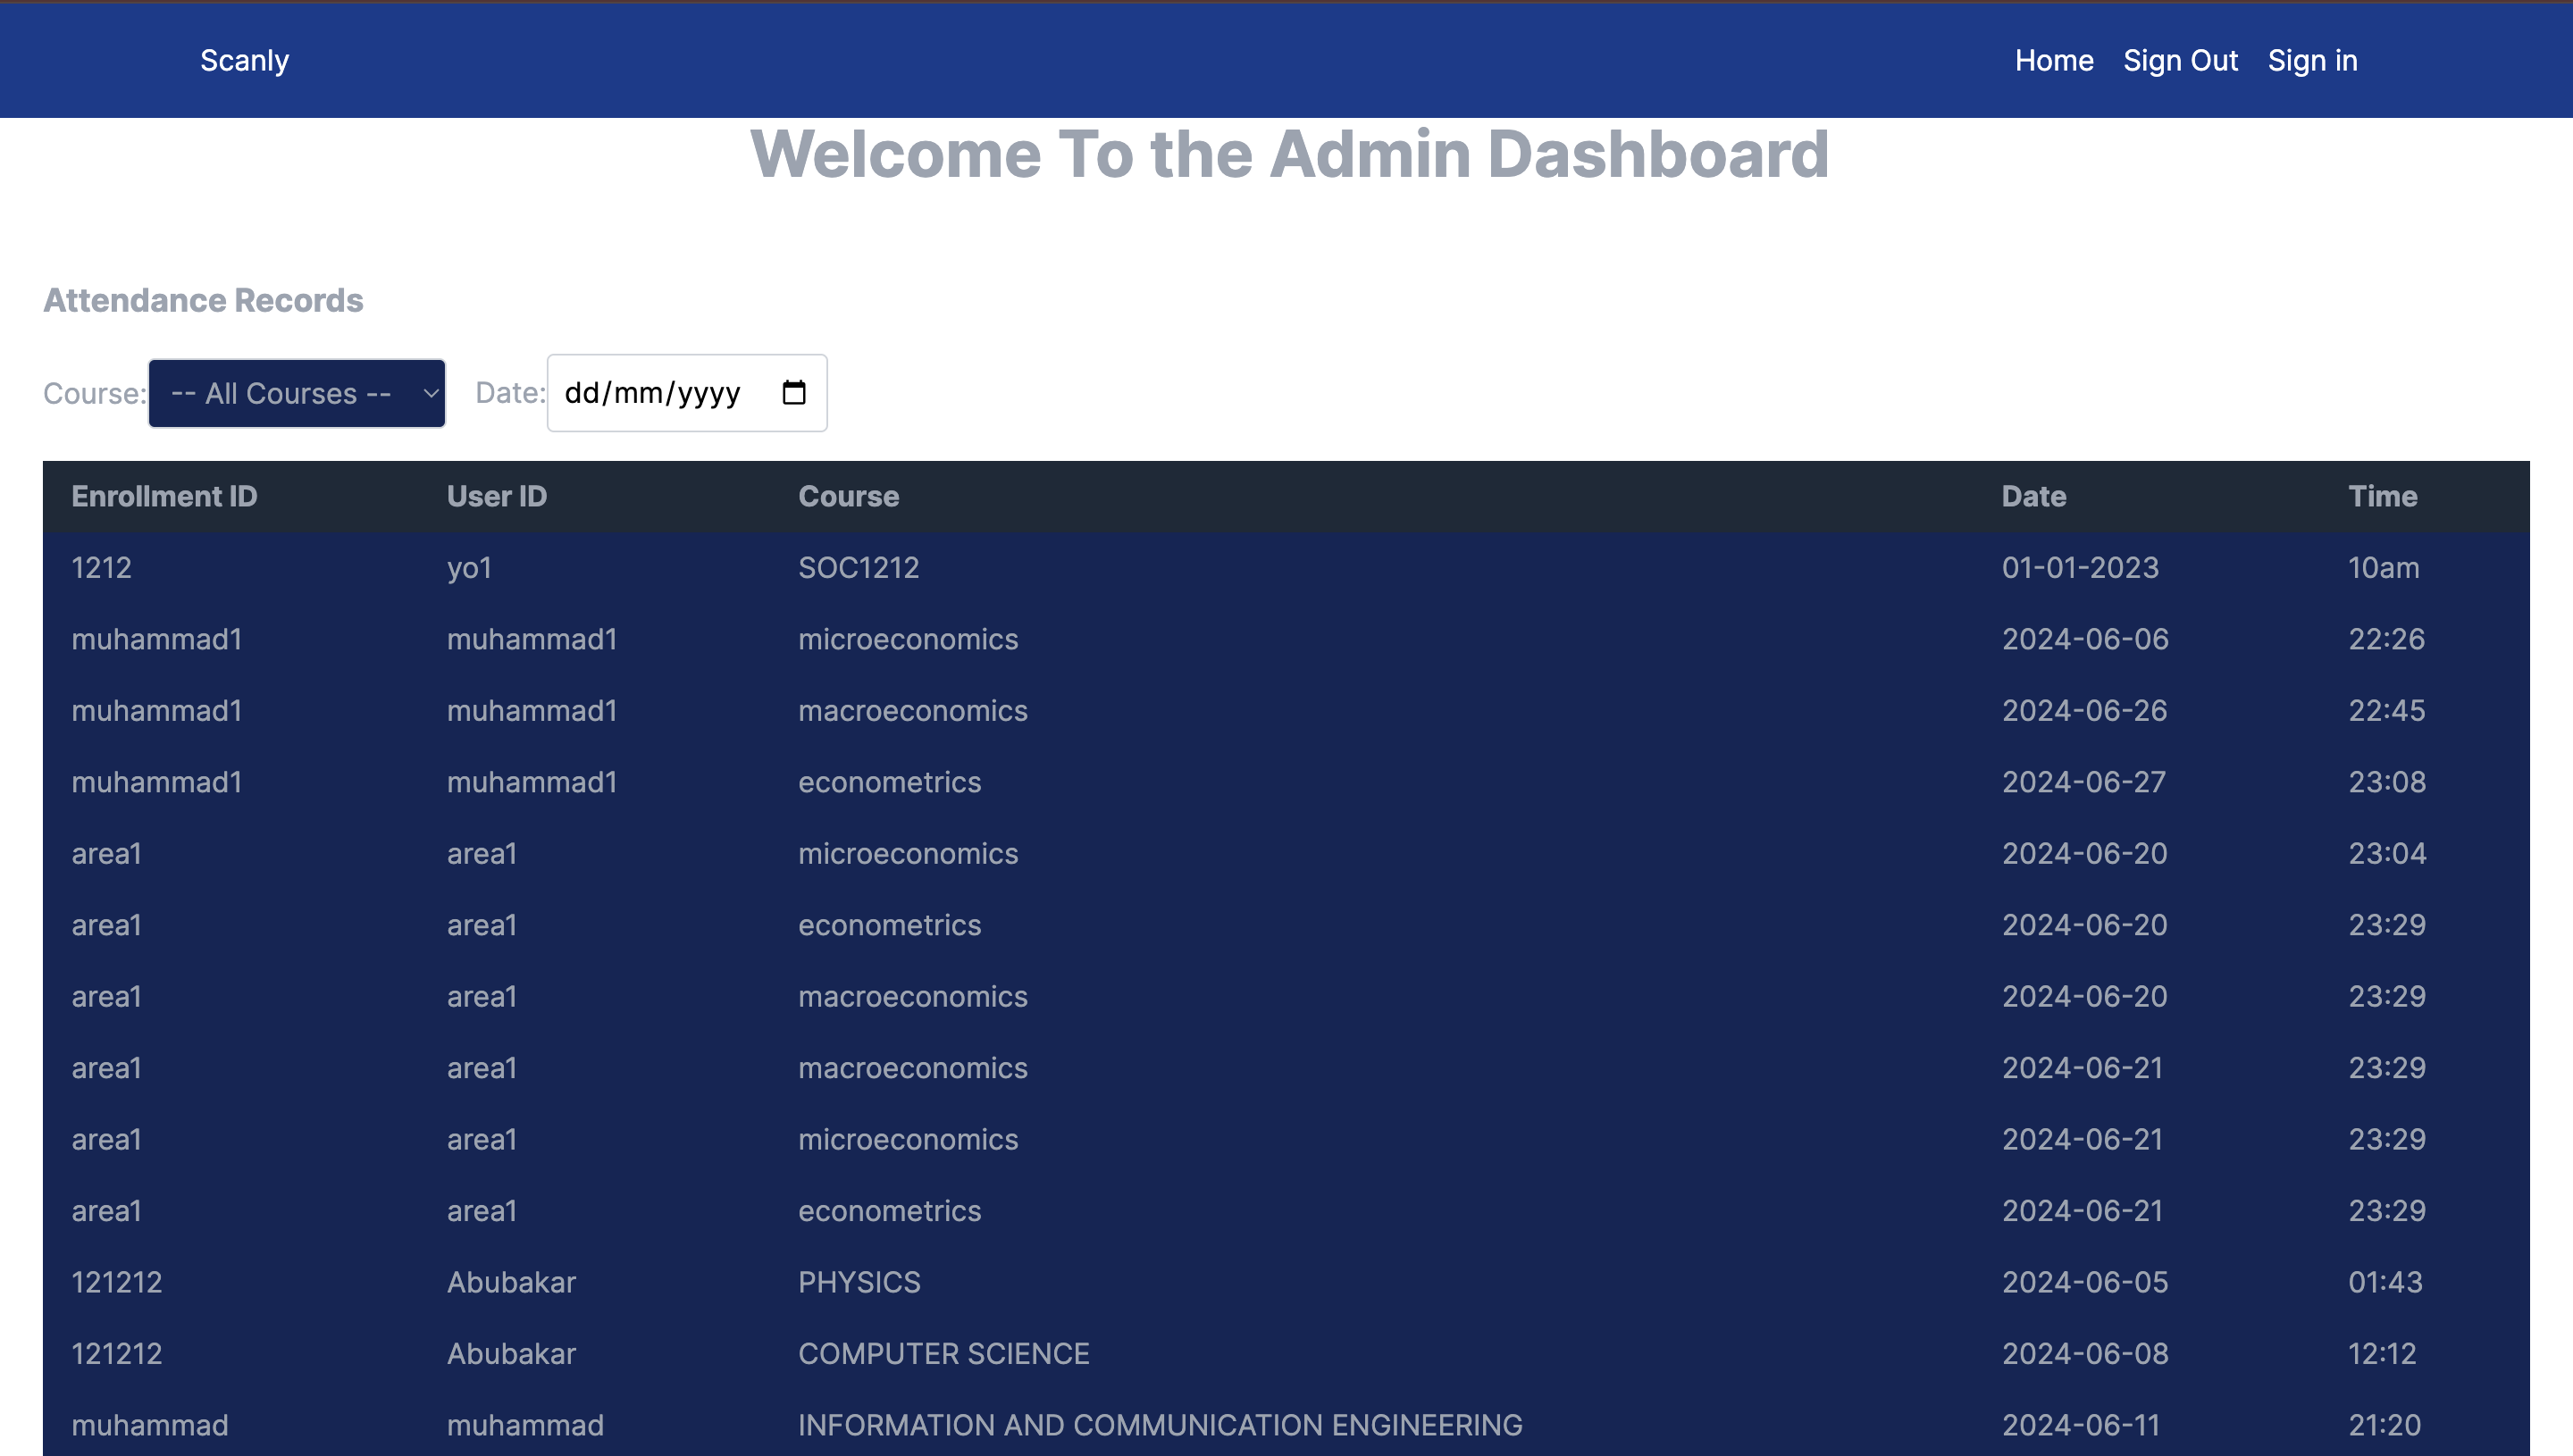 Scanly Home Sign Out Sign in
Welcome To the Admin Dashboard
Attendance Records
Course: -- All Courses -- Date: dd/mm/yyyy
Enrollment ID User ID Course Date Time
1212 yo1 SOC1212 01-01-2023 10am
muhammad1 muhammad1 microeconomics 2024-06-06 22:26
muhammad1 muhammad1 macroeconomics 2024-06-26 22:45
muhammad1 muhammad1 econometrics 2024-06-27 23:08
area1 area1 microeconomics 2024-06-20 23:04
area1 area1 econometrics 2024-06-20 23:29
area1 area1 macroeconomics 2024-06-20 23:29
area1 area1 macroeconomics 2024-06-21 23:29
area1 area1 microeconomics 2024-06-21 23:29
area1 area1 econometrics 2024-06-21 23:29
121212 Abubakar PHYSICS 2024-06-05 01:43
121212 Abubakar COMPUTER SCIENCE 2024-06-08 12:12
muhammad muhammad INFORMATION AND COMMUNICATION ENGINEERING 2024-06-11 21:20